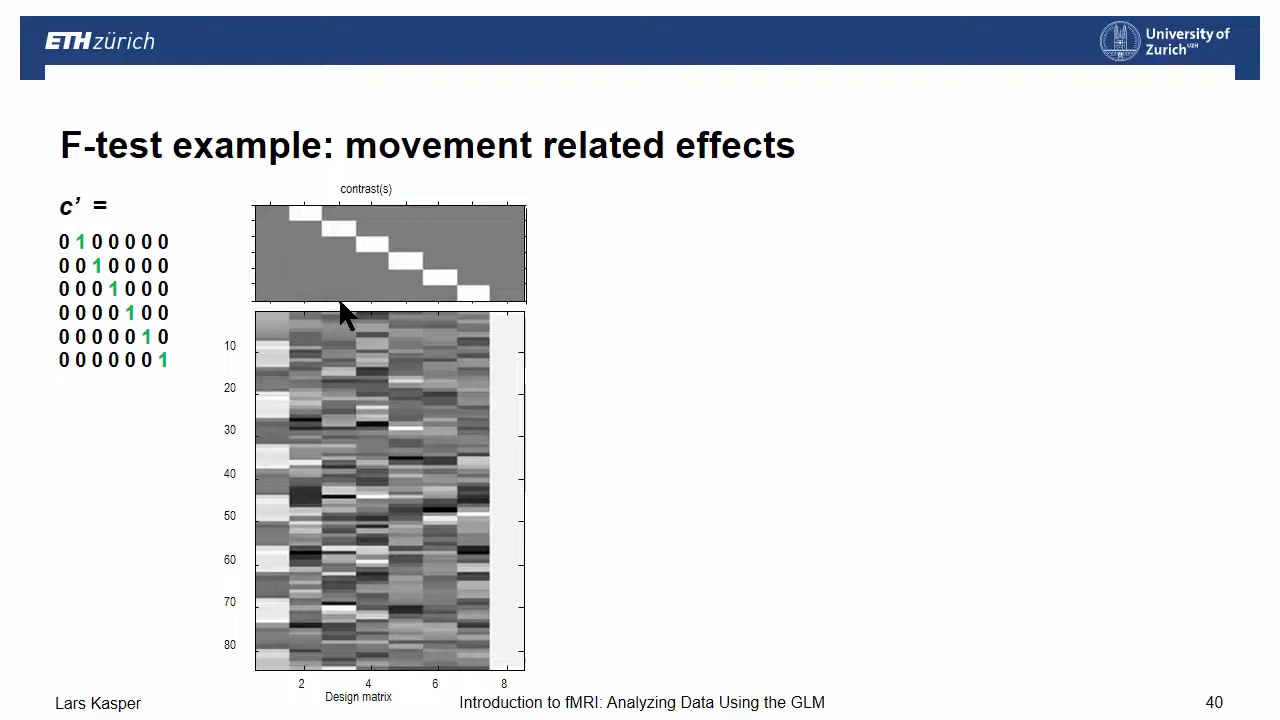 ETH zürich
University of
Zurich UZH
F-test example: movement related effects
c' =
0 1 0 0 0 0 0
0 0 1 0 0 0 0
0 0 0 1 0 0 0
0 0 0 0 1 0 0
0 0 0 0 0 1 0
0 0 0 0 0 0 1
contrast(s)
10
20
30
40
50
60
70
80
2 4 6 8
Design matrix
Lars Kasper
Introduction to fMRI: Analyzing Data Using the GLM
40